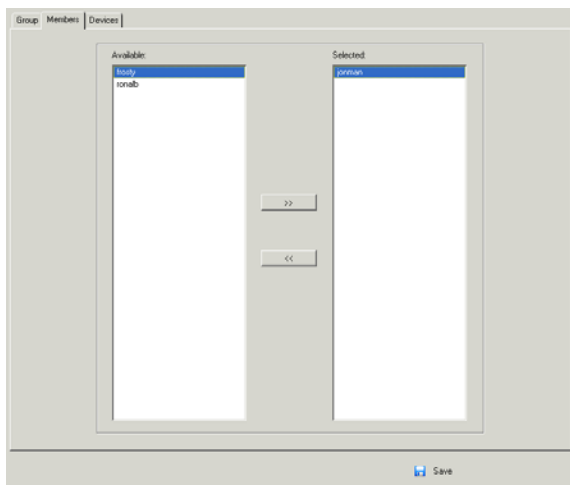 Group Members Devices
Available: Selected:
frosty jonman
ronalb
>>
<<
Save